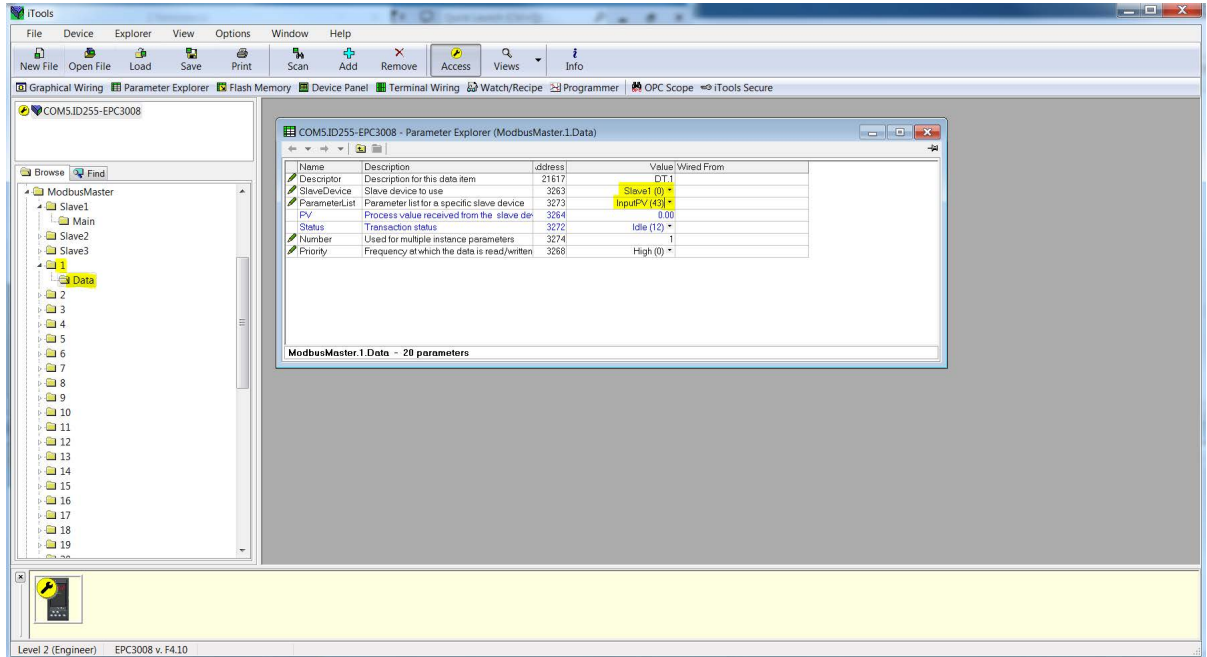 iTools
File Device Explorer View Options Window Help
New File Open File Load Save Print Scan Add Remove Access Views Info
Graphical Wiring Parameter Explorer Flash Memory Device Panel Terminal Wiring Watch/Recipe Programmer OPC Scope iTools Secure
COM5.ID255-EPC3008
COM5.ID255-EPC3008 - Parameter Explorer (ModbusMaster.1.Data)
Name Description ddress Value Wired From
Descriptor Description for this data item 21617 DT.1
SlaveDevice Slave device to use 3263 Slave1 (0)
ParameterList Parameter list for a specific slave device 3273 InputPV (43)
PV Process value received from the slave de 3264 0.00
Status Transaction status 3272 Idle (12)
Number Used for multiple instance parameters 3274 1
Priority Frequency at which the data is read/written 3268 High (0)
ModbusMaster.1.Data - 20 parameters
Browse Find
ModbusMaster
Slave1
Main
Slave2
Slave3
1
Data
2
3
4
5
6
7
8
9
10
11
12
13
14
15
16
17
18
19
Level 2 (Engineer) EPC3008 v. F4.10